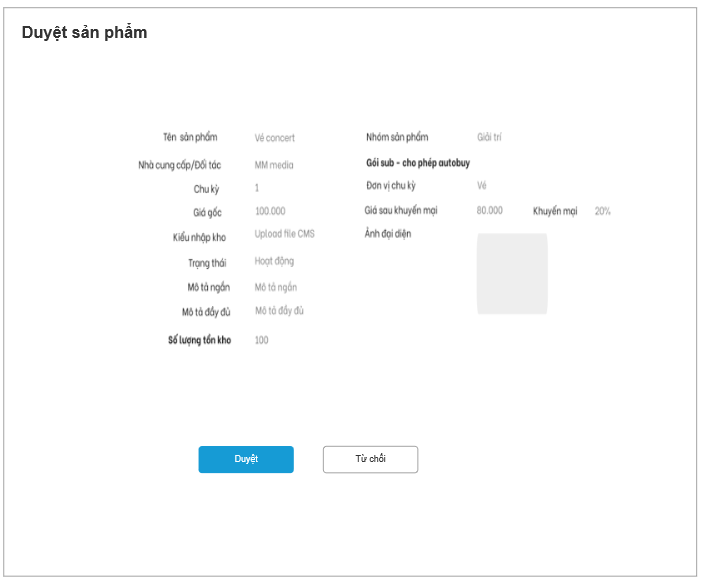 Duyệt sản phẩm
Tên sản phẩm Vé concert Nhóm sản phẩm Giải trí
Nhà cung cấp/Đối tác MM media Gói sub - cho phép autobuy
Chu kỳ 1 Đơn vị chu kỳ Vé
Giá gốc 100.000 Giá sau khuyến mại 80.000 Khuyến mại 20%
Kiểu nhập kho Upload file CMS Ảnh đại diện
Trạng thái Hoạt động
Mô tả ngắn Mô tả ngắn
Mô tả đầy đủ Mô tả đầy đủ
Số lượng tồn kho 100
Duyệt Từ chối